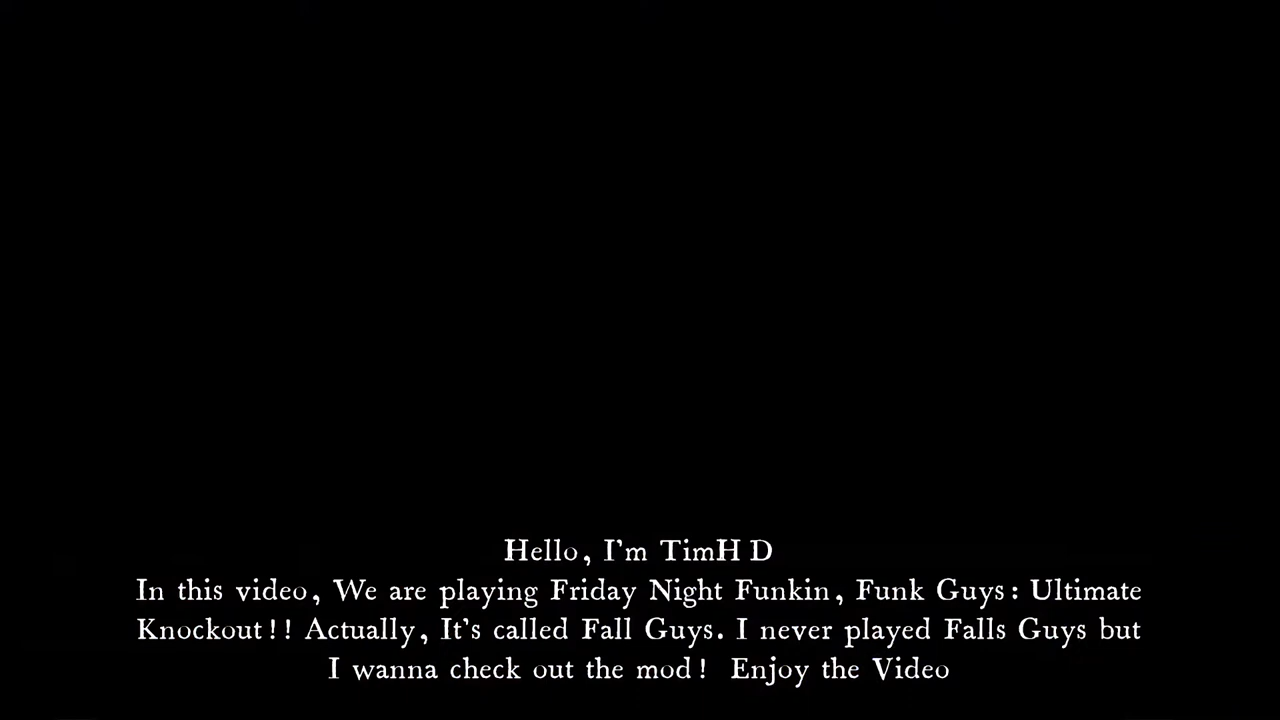 Hello, I'm TimH D
In this video, We are playing Friday Night Funkin, Funk Guys: Ultimate
Knockout!! Actually, It's called Fall Guys. I never played Falls Guys but
I wanna check out the mod!  Enjoy the Video